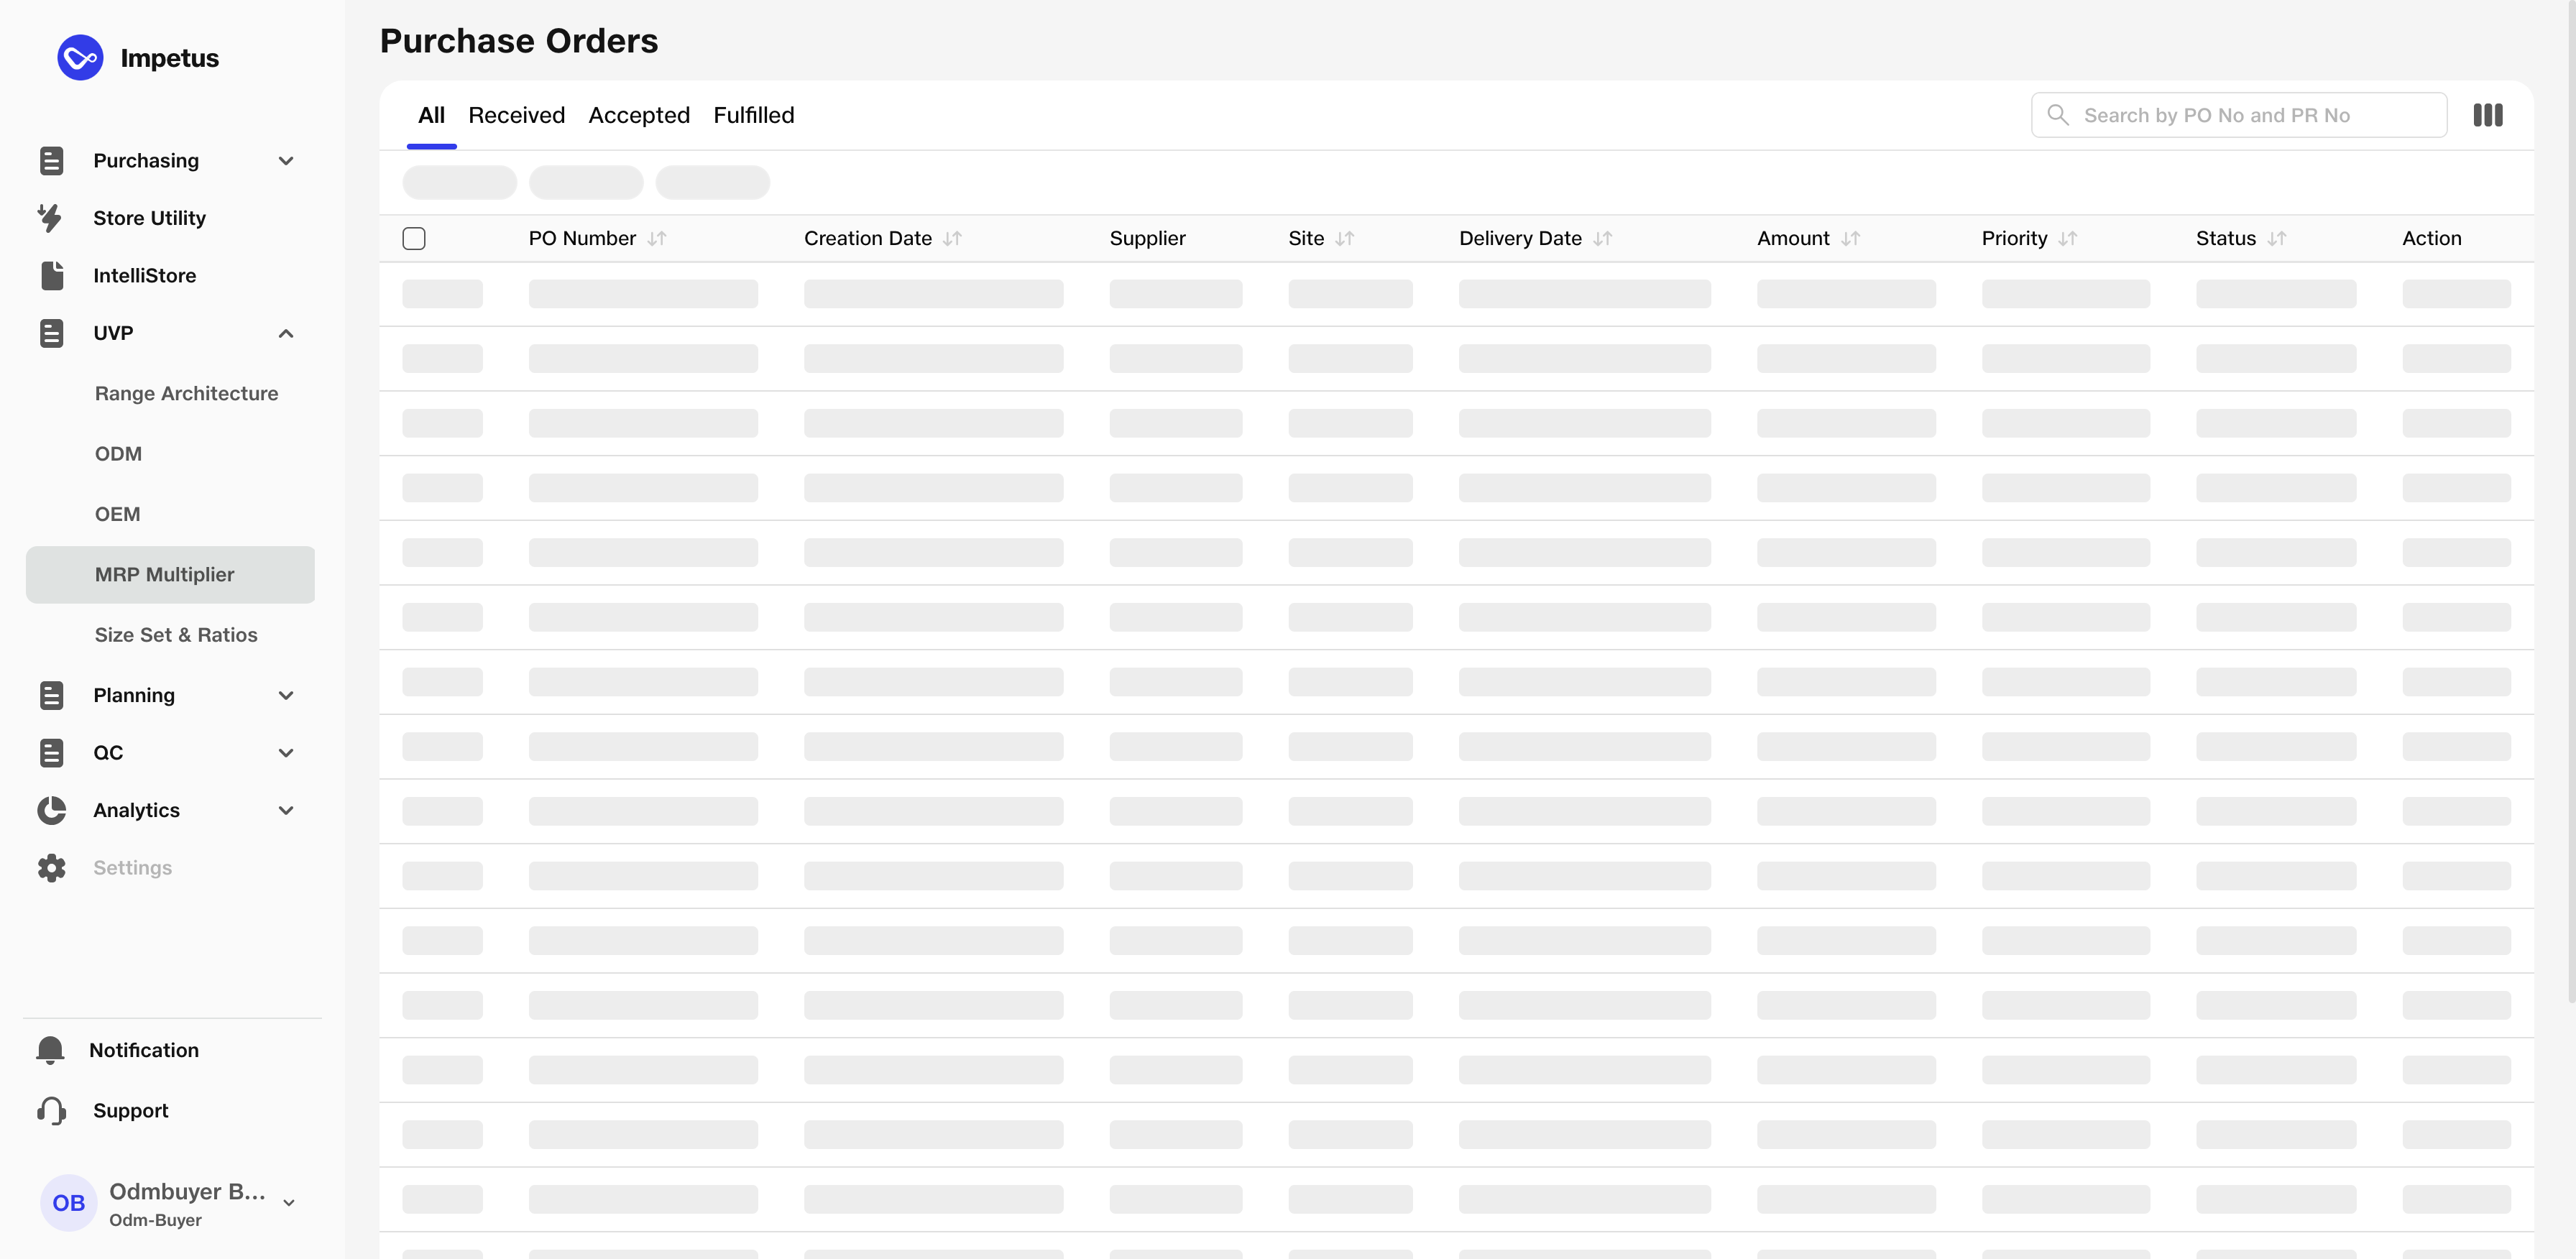 Impetus
Purchasing
Store Utility
IntelliStore
UVP
Range Architecture
ODM
OEM
MRP Multiplier
Size Set & Ratios
Planning
QC
Analytics
Settings
Notification
Support
OB
Odmbuyer B...
Odm-Buyer
Purchase Orders
All Received Accepted Fulfilled
Search by PO No and PR No
PO Number Creation Date Supplier Site Delivery Date Amount Priority Status Action